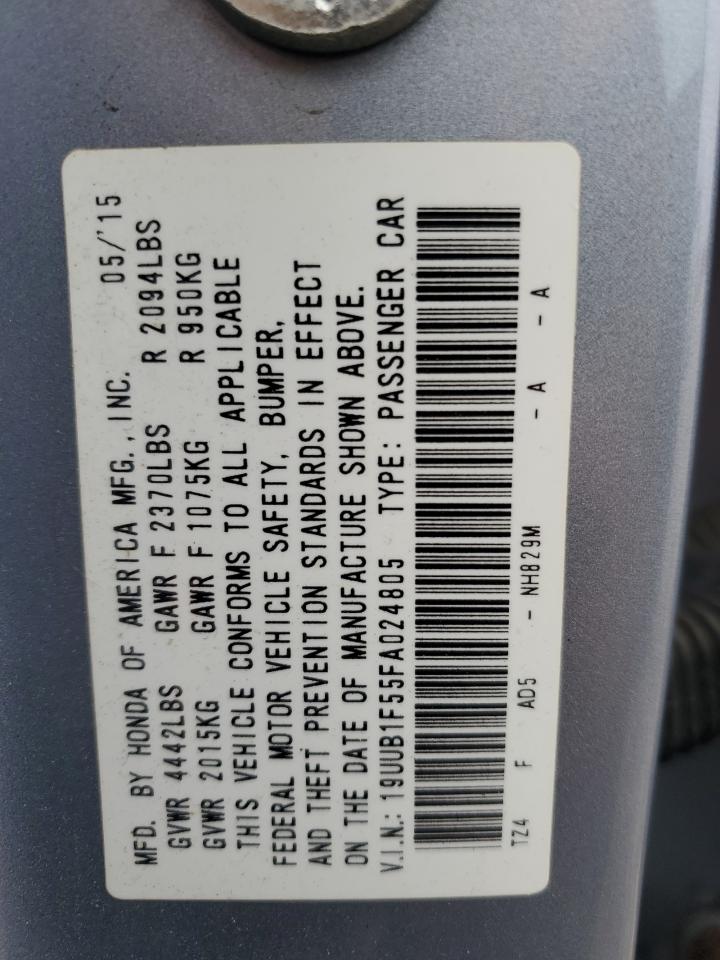 MFD. BY HONDA OF AMERICA MFG., INC. 05/'15
GVWR 4442LBS GAWR F 2370LBS R 2094LBS
GVWR 2015KG GAWR F 1075KG R 950KG
THIS VEHICLE CONFORMS TO ALL APPLICABLE
FEDERAL MOTOR VEHICLE SAFETY, BUMPER,
AND THEFT PREVENTION STANDARDS IN EFFECT
ON THE DATE OF MANUFACTURE SHOWN ABOVE.
V.I.N.: 19UUB1F55FA024805 TYPE: PASSENGER CAR
TZ4 F AD5 - NH829M - A - A